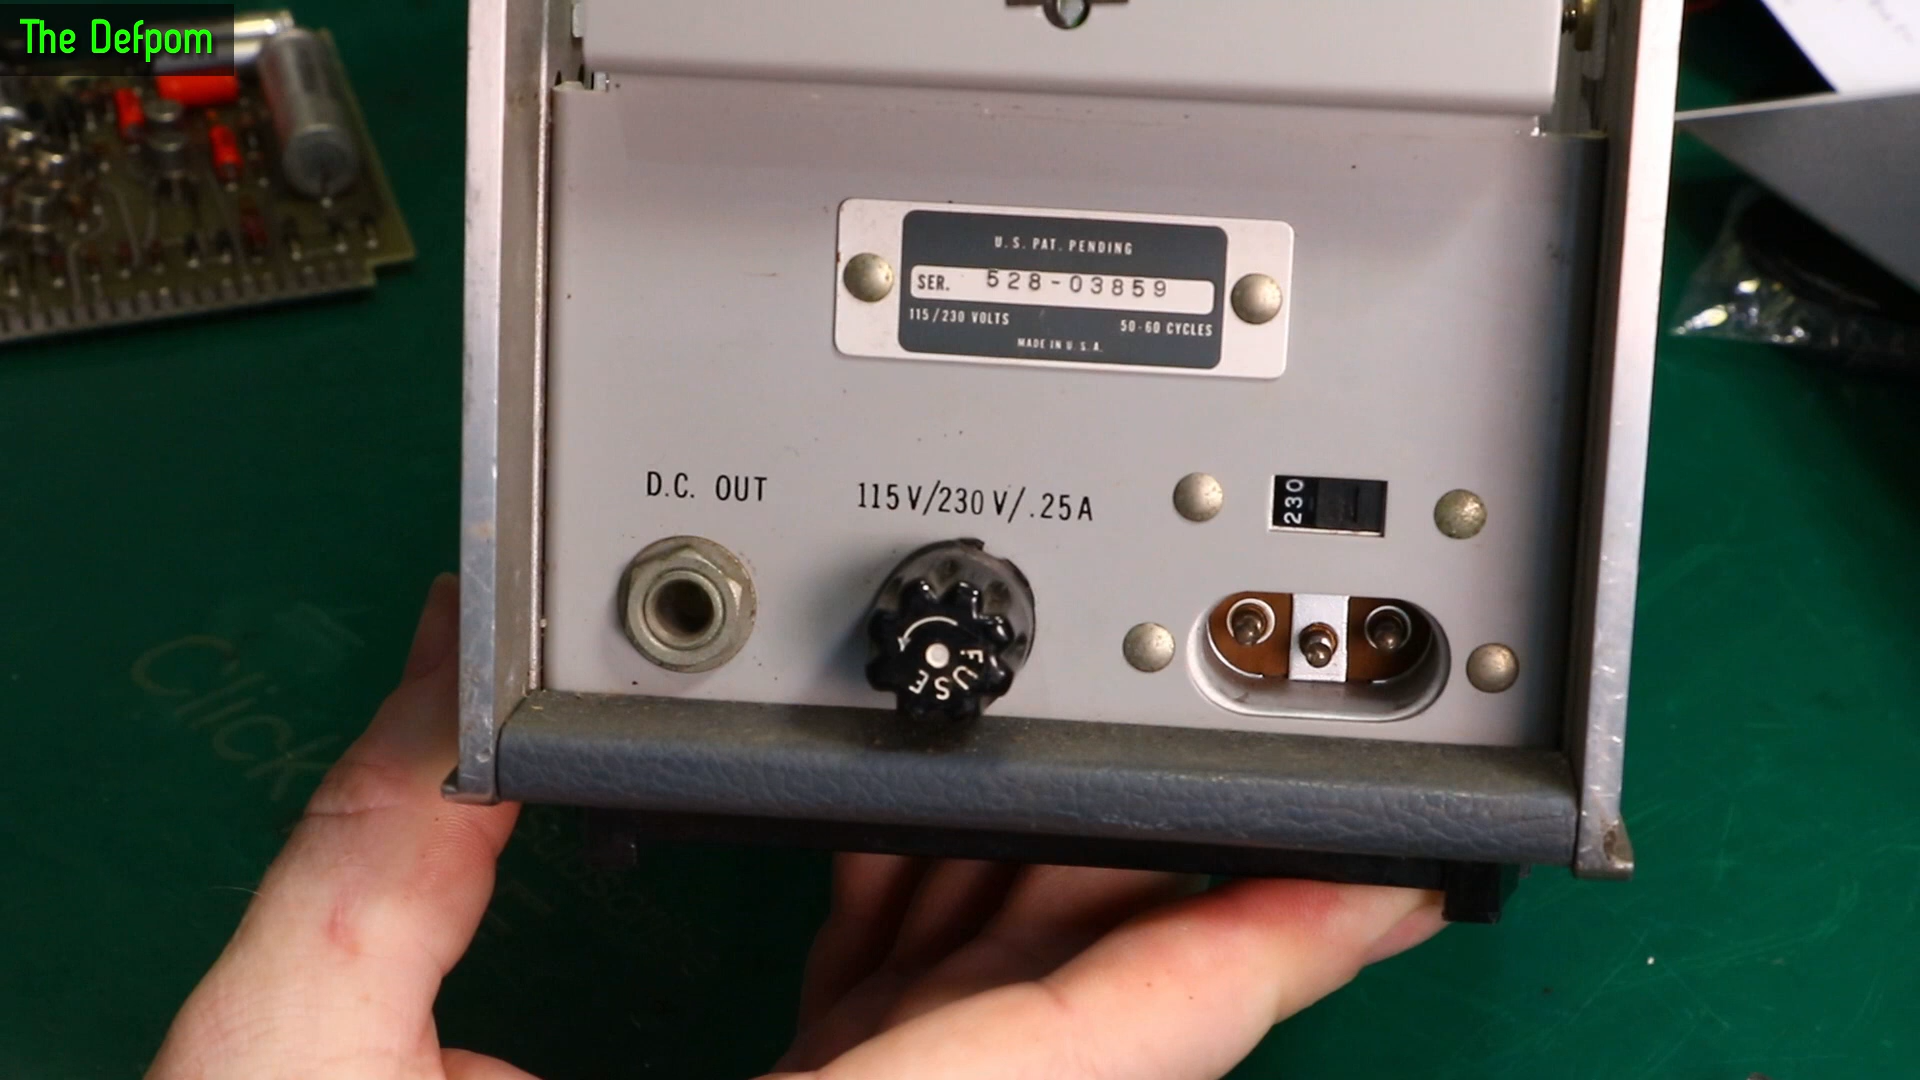 The Defpom
U.S. PAT. PENDING
SER. 528-03859
115/230 VOLTS 50-60 CYCLES
MADE IN U.S.A.
D.C. OUT 115V/230V/.25A
230
FUSE
Click